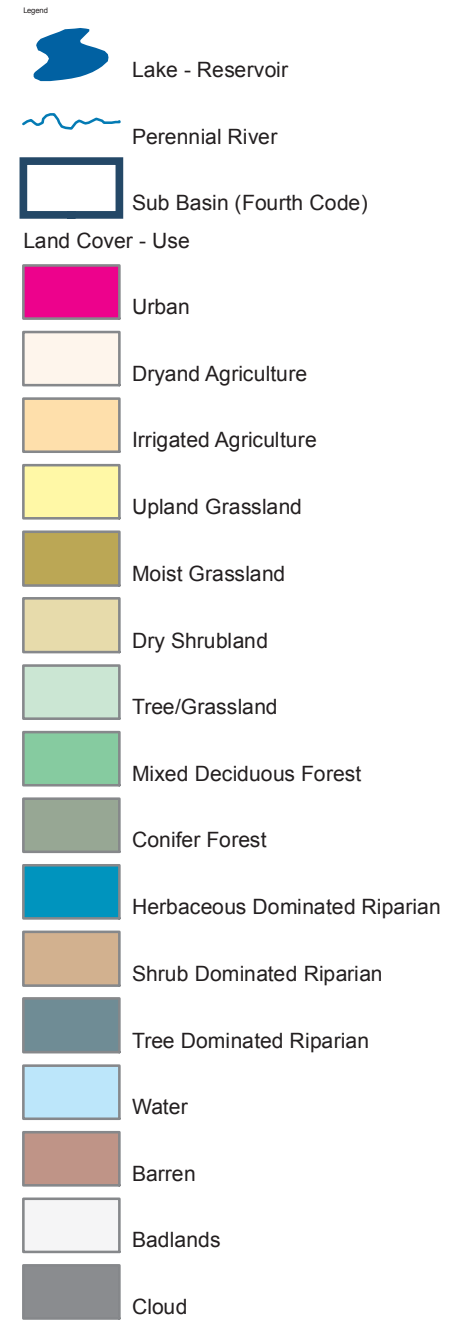 Legend
Lake - Reservoir
Perennial River
Sub Basin (Fourth Code)
Land Cover - Use
Urban
Dryand Agriculture
Irrigated Agriculture
Upland Grassland
Moist Grassland
Dry Shrubland
Tree/Grassland
Mixed Deciduous Forest
Conifer Forest
Herbaceous Dominated Riparian
Shrub Dominated Riparian
Tree Dominated Riparian
Water
Barren
Badlands
Cloud